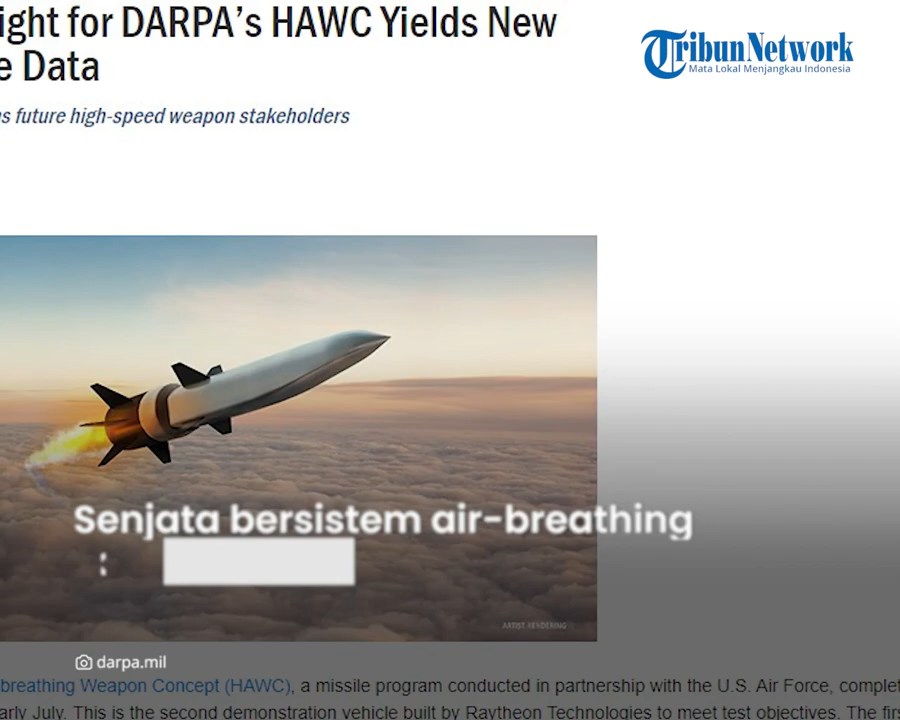 ight for DARPA's HAWC Yields New
e Data
s future high-speed weapon stakeholders
TribunNetwork
Mata Lokal Menjangkau Indonesia
Senjata bersistem air-breathing
:
ARTIST RENDERING
darpa.mil
breathing Weapon Concept (HAWC), a missile program conducted in partnership with the U.S. Air Force, complet
arly July. This is the second demonstration vehicle built by Raytheon Technologies to meet test objectives. The firs